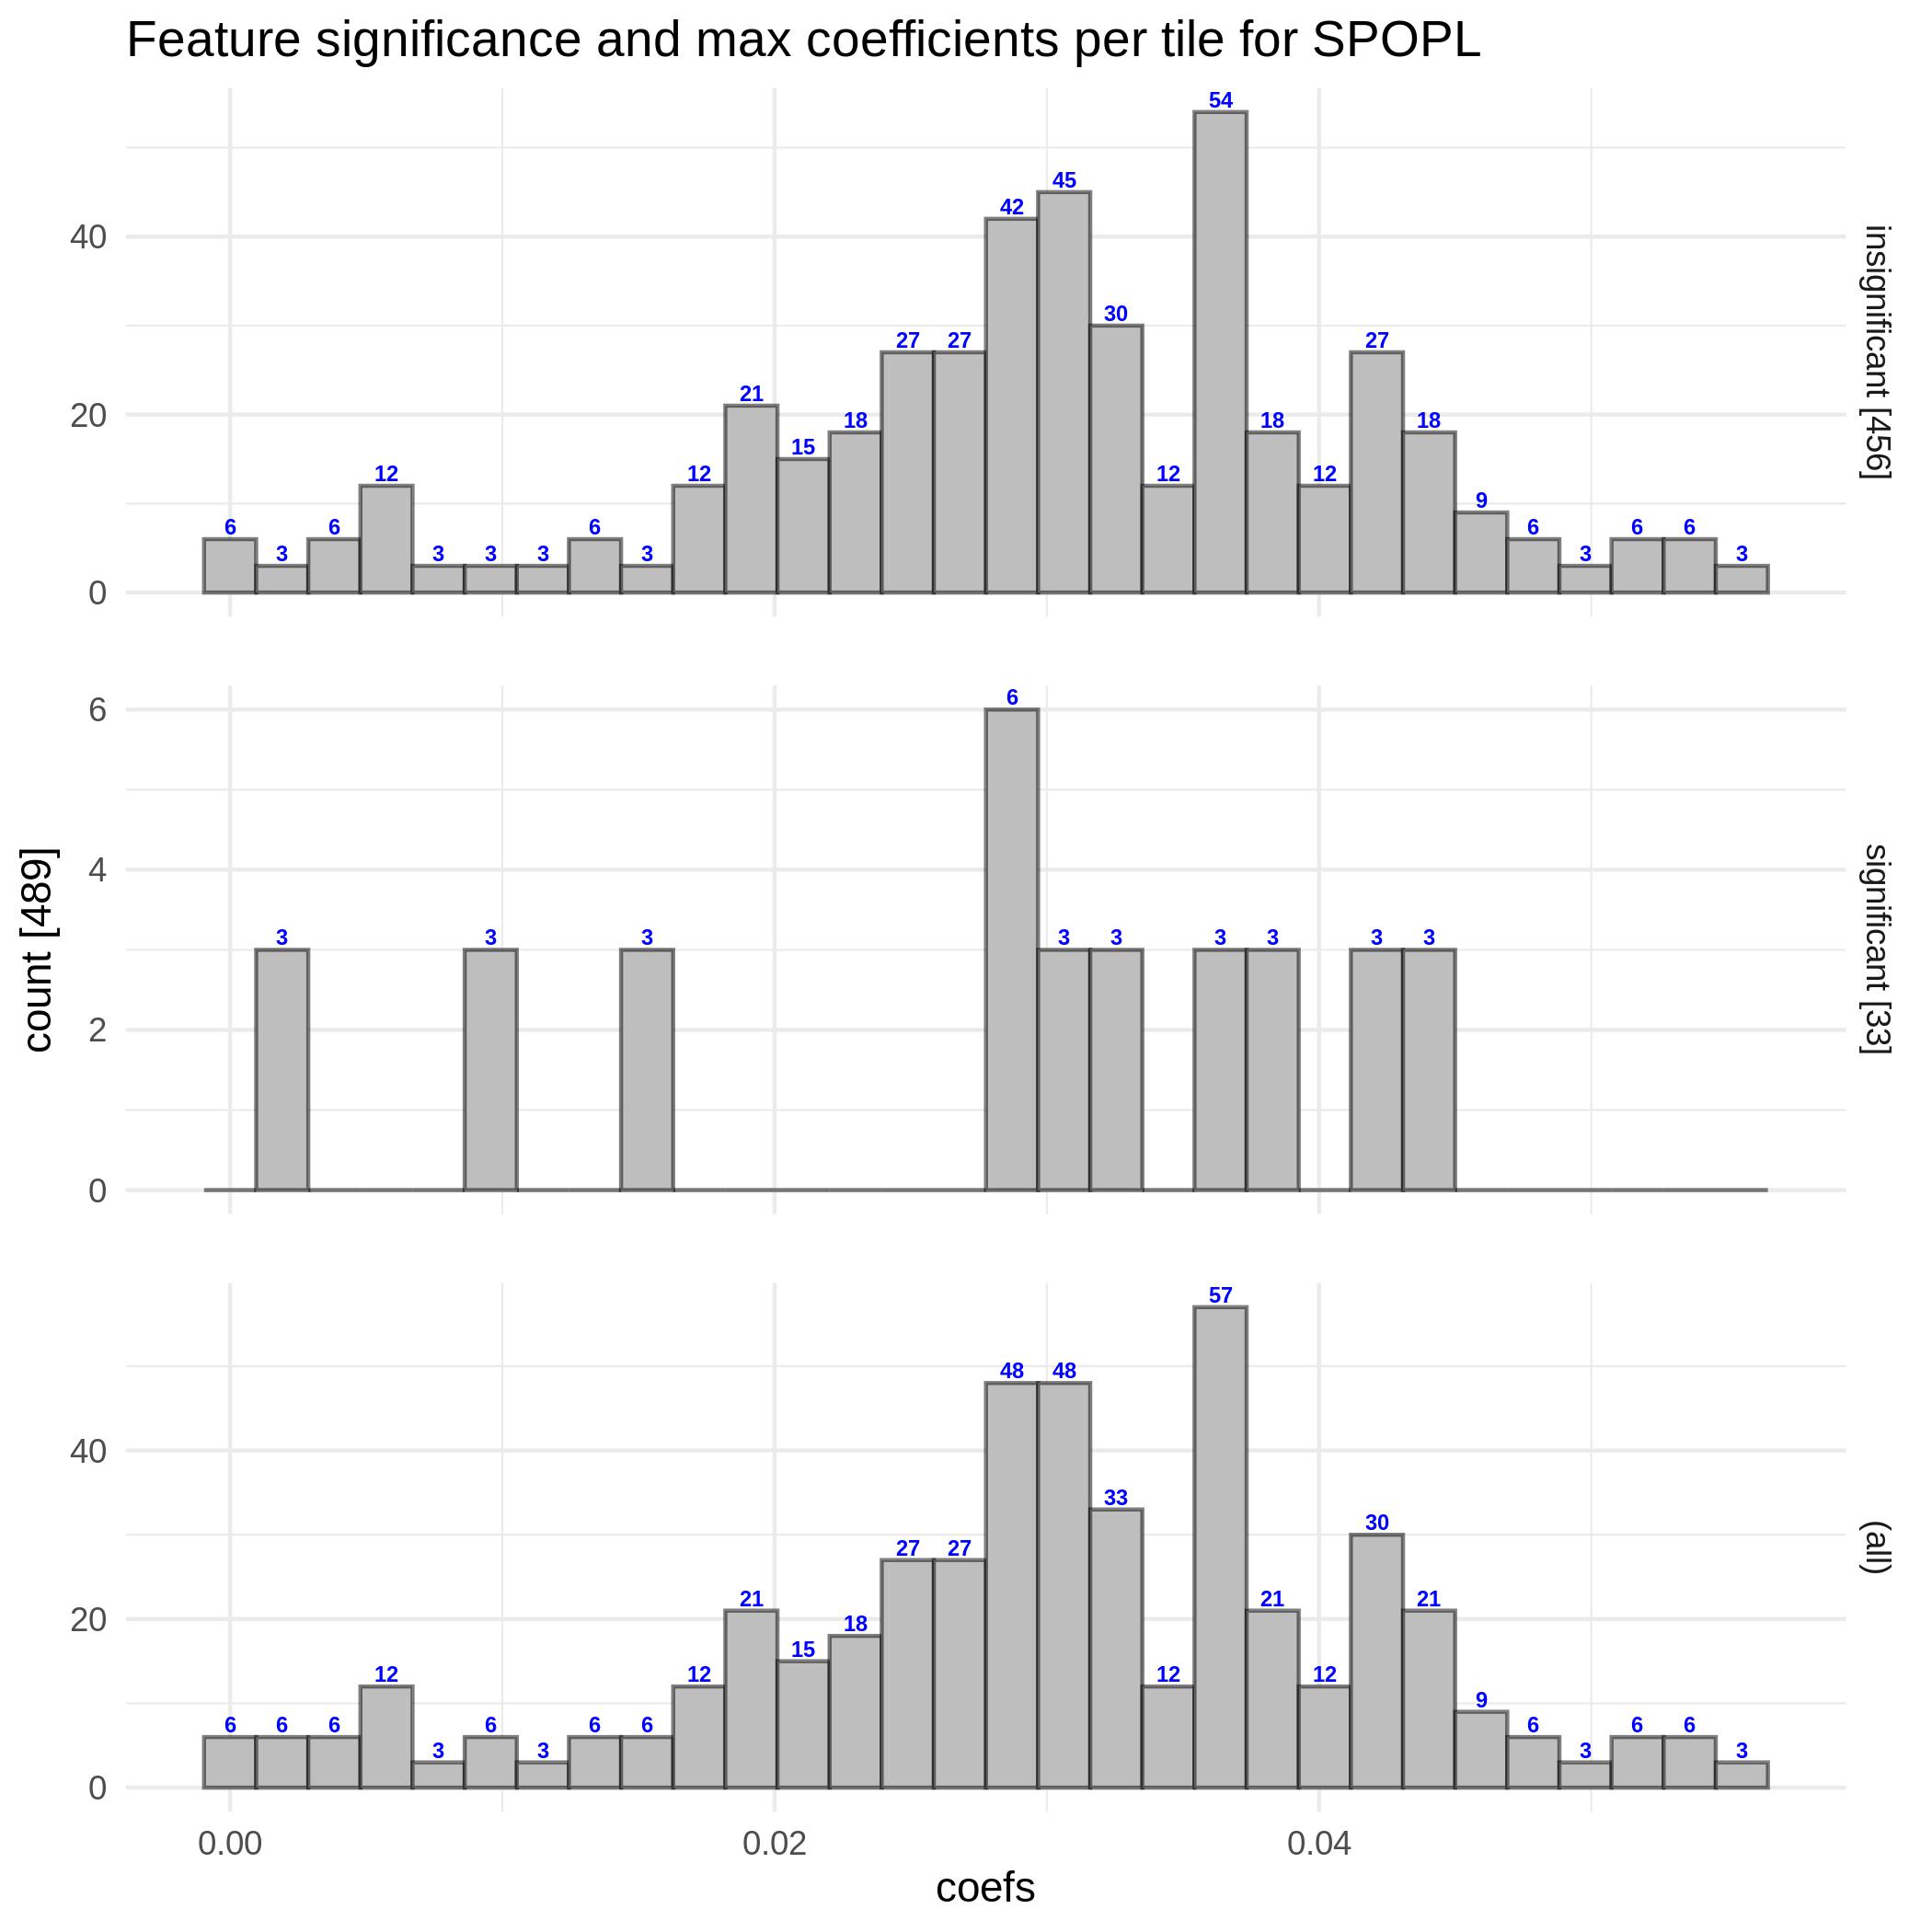 Feature significance and max coefficients per tile for SPOPL
54
45
42
40
30
27 27 27
21
20
18 18 18
15
12 12 12 12
9
6 6 6 6 6 6
3 3 3 3 3 3 3
0
insignificant [456]
6
6
4
3 3 3 3 3 3 3 3 3
2
0
significant [33]
count [489]
57
48 48
40
33
30
27 27
21 21 21
20
18
15
12 12 12 12
9
6 6 6 6 6 6 6 6 6
3 3 3 3
0
(all)
0.00 0.02 0.04
coefs